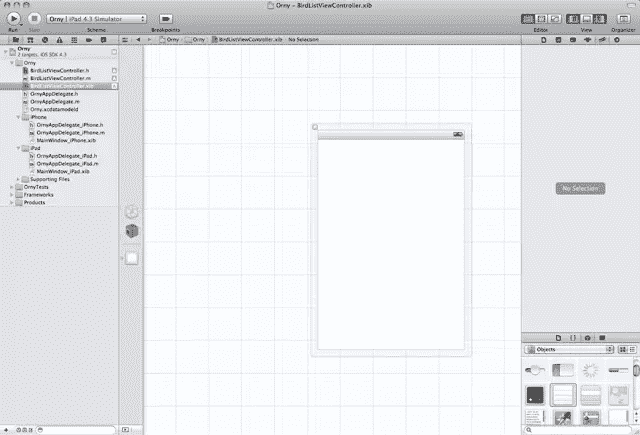 Orny – BirdListViewController.xib
Run
Stop
Orny | iPad 4.3 Simulator
Scheme
Breakpoints
Editor
View
Organizer
Orny
2 targets, iOS SDK 4.3
Orny
BirdListViewController.xib
No Selection
Orny
BirdListViewController.h
BirdListViewController.m
BirdListViewController.xib
OrnyAppDelegate.h
OrnyAppDelegate.m
Orny.xcdatamodeld
iPhone
OrnyAppDelegate_iPhone.h
OrnyAppDelegate_iPhone.m
MainWindow_iPhone.xib
iPad
OrnyAppDelegate_iPad.h
OrnyAppDelegate_iPad.m
MainWindow_iPad.xib
Supporting Files
OrnyTests
Frameworks
Products
No Selection
Objects